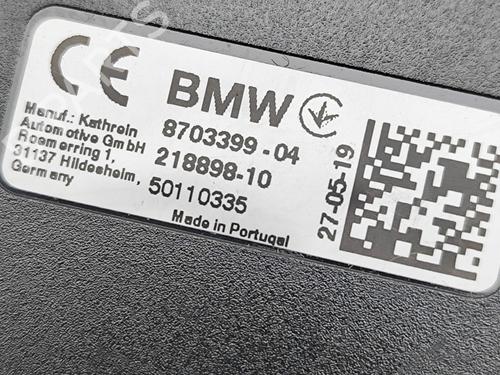 CE BMW
Manuf.: Kathrein
Automotive GmbH
Roemerring 1,
31137 Hildesheim,
Germany
8703399-04
218898-10
50110335
Made in Portugal
27-05-19